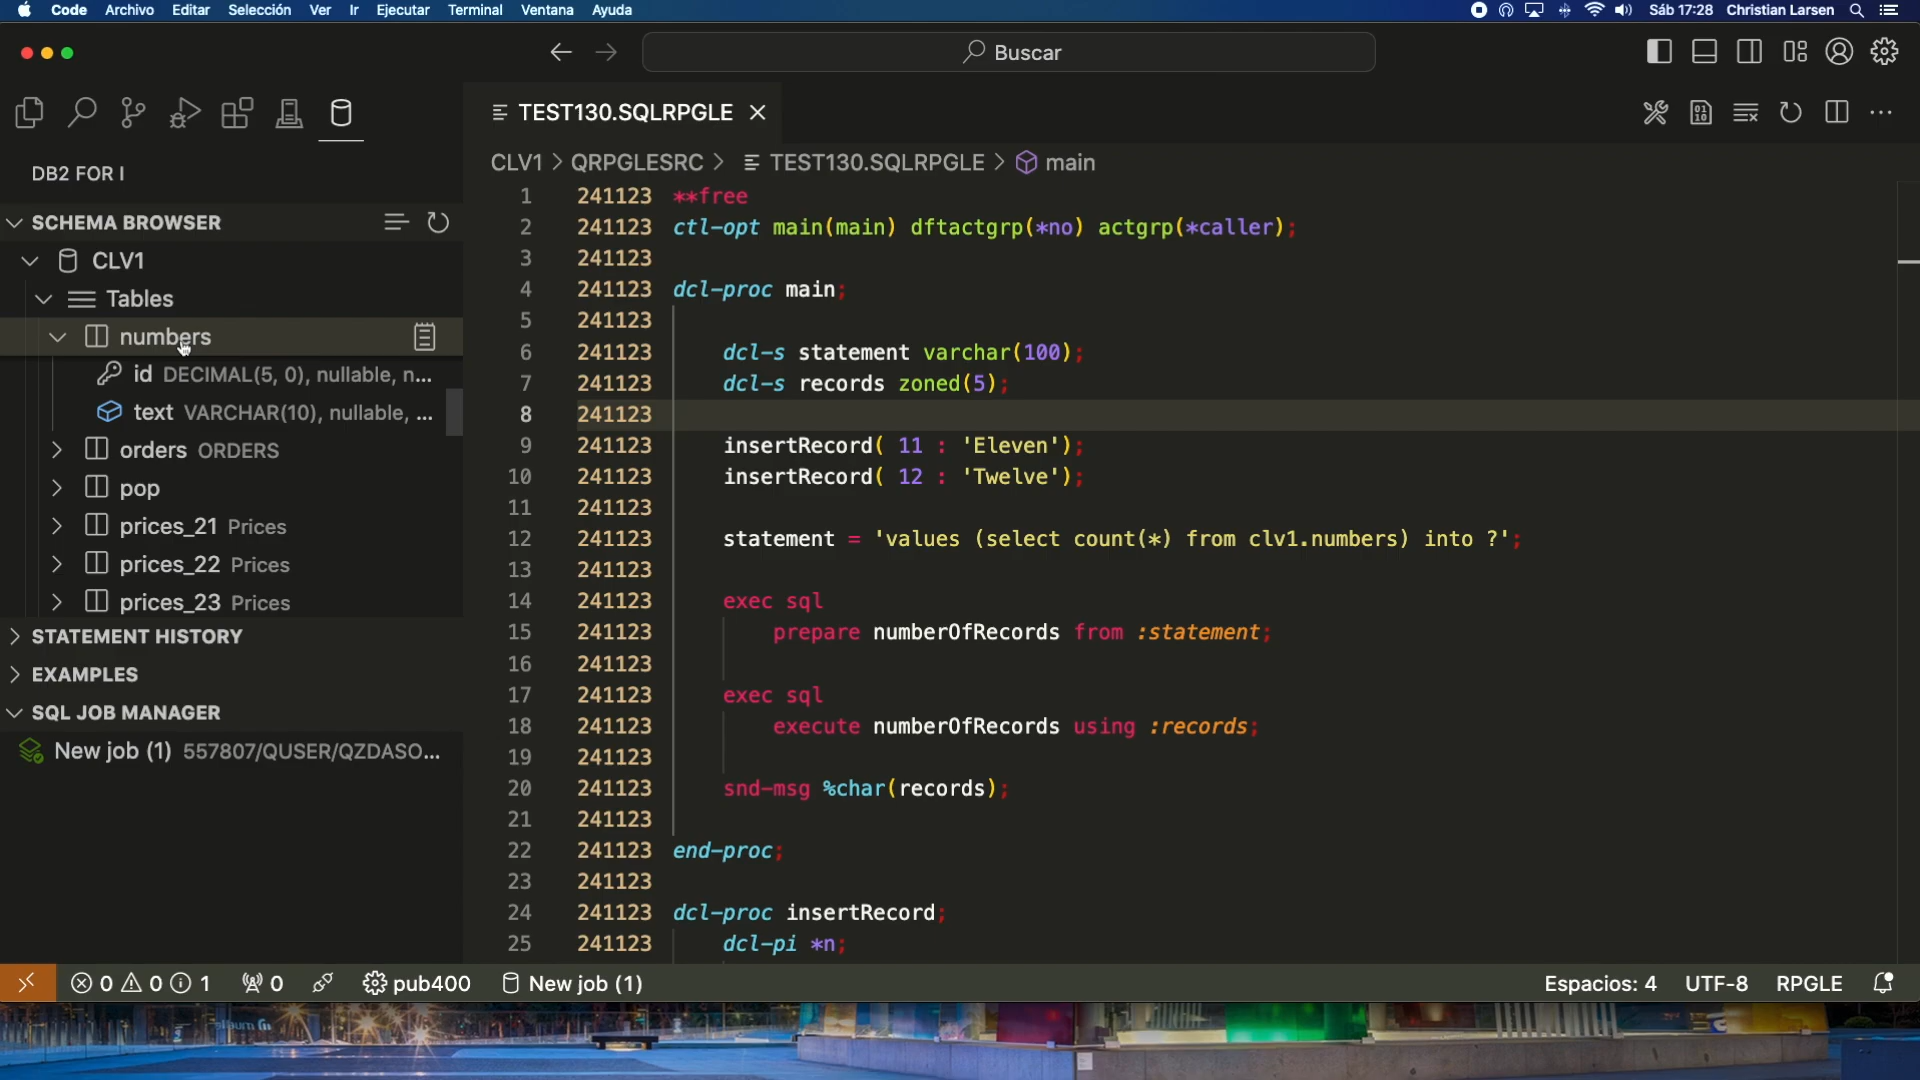 Code Archivo Editar Selección Ver Ir Ejecutar Terminal Ventana Ayuda Sáb 17:28 Christian Larsen
Buscar
TEST130.SQLRPGLE
DB2 FOR I
CLV1 > QRPGLESRC > TEST130.SQLRPGLE > main
SCHEMA BROWSER
CLV1
Tables
numbers
id DECIMAL(5, 0), nullable, n...
text VARCHAR(10), nullable, ...
orders ORDERS
pop
prices_21 Prices
prices_22 Prices
prices_23 Prices
STATEMENT HISTORY
EXAMPLES
SQL JOB MANAGER
New job (1) 557807/QUSER/QZDASO...
1 241123 **free
2 241123 ctl-opt main(main) dftactgrp(*no) actgrp(*caller);
3 241123
4 241123 dcl-proc main;
5 241123
6 241123 dcl-s statement varchar(100);
7 241123 dcl-s records zoned(5);
8 241123
9 241123 insertRecord( 11 : 'Eleven');
10 241123 insertRecord( 12 : 'Twelve');
11 241123
12 241123 statement = 'values (select count(*) from clv1.numbers) into ?';
13 241123
14 241123 exec sql
15 241123 prepare numberOfRecords from :statement;
16 241123
17 241123 exec sql
18 241123 execute numberOfRecords using :records;
19 241123
20 241123 snd-msg %char(records);
21 241123
22 241123 end-proc;
23 241123
24 241123 dcl-proc insertRecord;
25 241123 dcl-pi *n;
0 0 1 0 pub400 New job (1) Espacios: 4 UTF-8 RPGLE